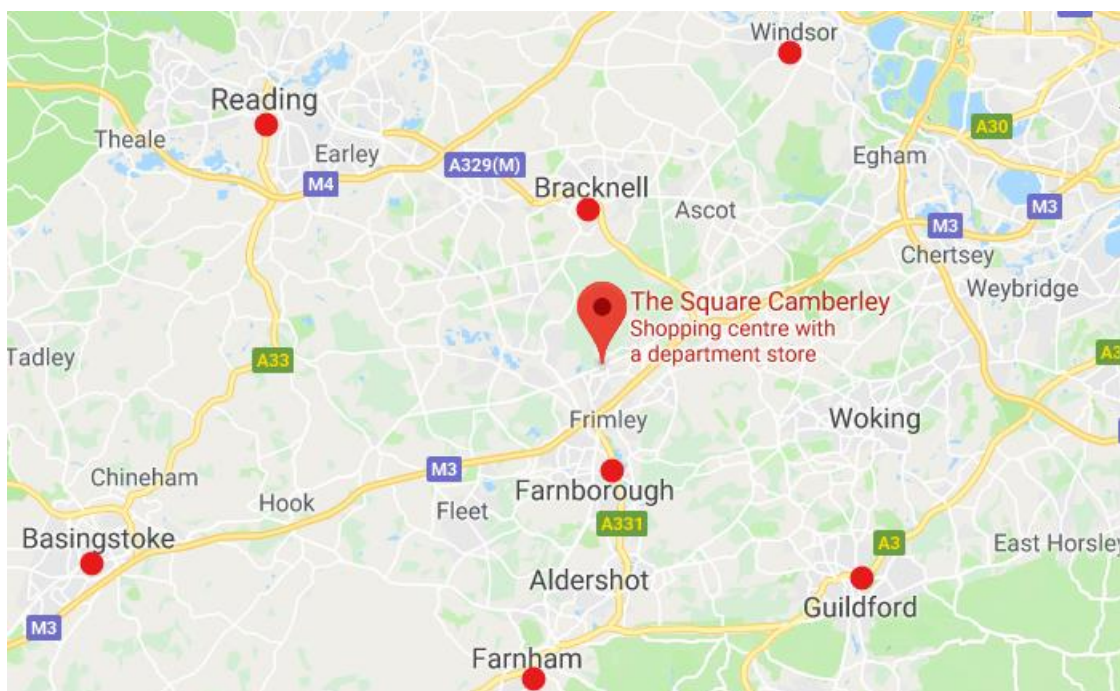 Windsor
Reading
A30
Theale
Earley
A329(M)
Egham
M4
Bracknell
Ascot
M3
M3
Chertsey
Weybridge
The Square Camberley
Shopping centre with
a department store
Tadley
A33
Frimley
Woking
M3
Chineham
Farnborough
Hook
Fleet
A331
Basingstoke
A3
East Horsley
Aldershot
Guildford
M3
Farnham